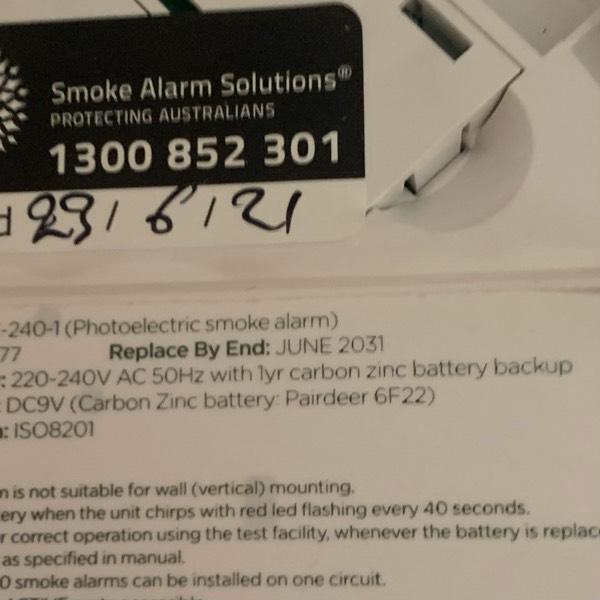 Smoke Alarm Solutions®
PROTECTING AUSTRALIANS
1300 852 301
d 23/6/21
-240-1 (Photoelectric smoke alarm)
77 Replace By End: JUNE 2031
: 220-240V AC 50Hz with 1yr carbon zinc battery backup
: DC9V (Carbon Zinc battery: Pairdeer 6F22)
: ISO8201
m is not suitable for wall (vertical) mounting.
ery when the unit chirps with red led flashing every 40 seconds.
r correct operation using the test facility, whenever the battery is replac
as specified in manual.
0 smoke alarms can be installed on one circuit.